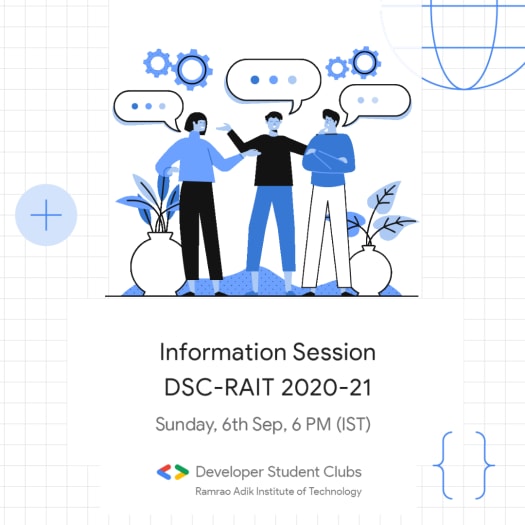 Information Session
DSC-RAIT 2020-21
Sunday, 6th Sep, 6 PM (IST)
Developer Student Clubs
Ramrao Adik Institute of Technology